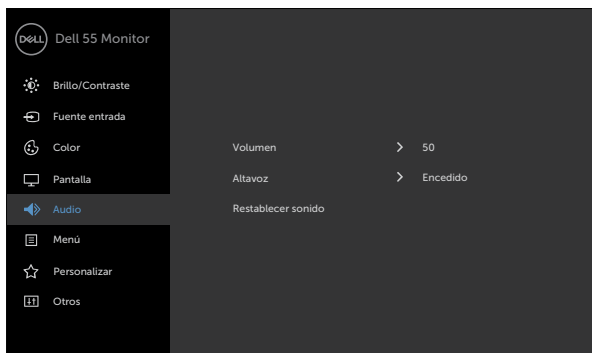 DELL Dell 55 Monitor
Brillo/Contraste
Fuente entrada
Color
Volumen 50
Pantalla
Altavoz Encedido
Audio
Restablecer sonido
Menú
Personalizar
Otros